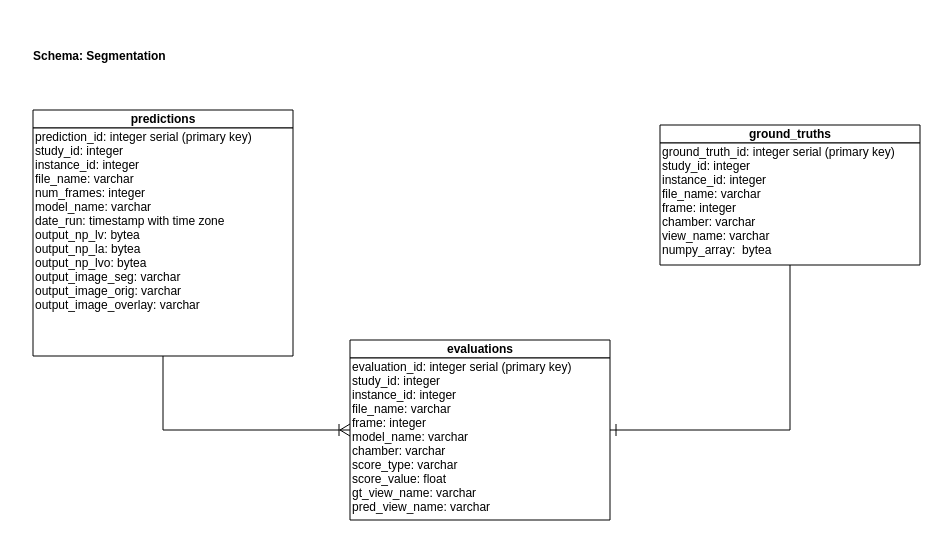 Schema: Segmentation
predictions
prediction_id: integer serial (primary key)
study_id: integer
instance_id: integer
file_name: varchar
num_frames: integer
model_name: varchar
date_run: timestamp with time zone
output_np_lv: bytea
output_np_la: bytea
output_np_lvo: bytea
output_image_seg: varchar
output_image_orig: varchar
output_image_overlay: varchar
ground_truths
ground_truth_id: integer serial (primary key)
study_id: integer
instance_id: integer
file_name: varchar
frame: integer
chamber: varchar
view_name: varchar
numpy_array:  bytea
evaluations
evaluation_id: integer serial (primary key)
study_id: integer
instance_id: integer
file_name: varchar
frame: integer
model_name: varchar
chamber: varchar
score_type: varchar
score_value: float
gt_view_name: varchar
pred_view_name: varchar